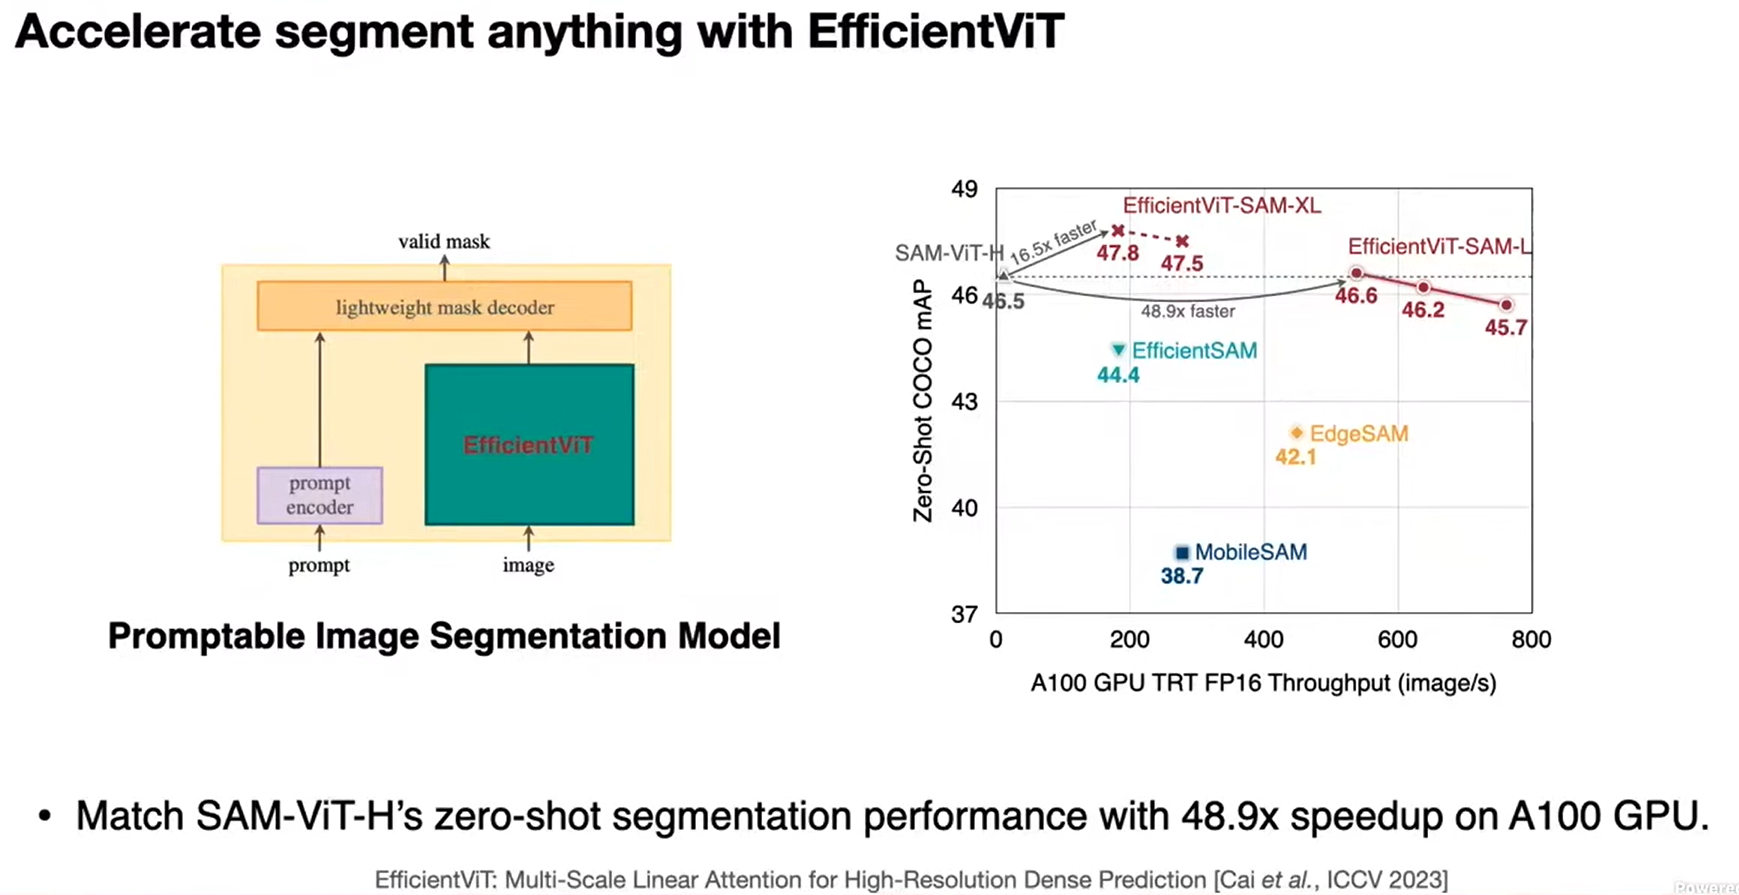 Accelerate segment anything with EfficientViT
valid mask
lightweight mask decoder
EfficientViT
prompt
encoder
prompt
image
Promptable Image Segmentation Model
49
46
43
40
37
Zero-Shot COCO mAP
EfficientViT-SAM-XL
SAM-ViT-H
16.5x faster
47.8
47.5
EfficientViT-SAM-L
46.5
46.6
46.2
45.7
48.9x faster
EfficientSAM
44.4
EdgeSAM
42.1
MobileSAM
38.7
0
200
400
600
800
A100 GPU TRT FP16 Throughput (image/s)
• Match SAM-ViT-H’s zero-shot segmentation performance with 48.9x speedup on A100 GPU.
EfficientViT: Multi-Scale Linear Attention for High-Resolution Dense Prediction [Cai et al., ICCV 2023]